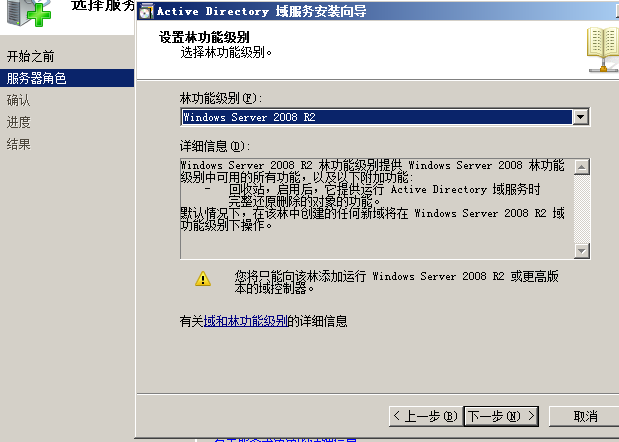 选择服务
开始之前
服务器角色
确认
进度
结果
Active Directory 域服务安装向导
设置林功能级别
选择林功能级别。
林功能级别(F):
Windows Server 2008 R2
详细信息(D):
Windows Server 2008 R2 林功能级别提供 Windows Server 2008 林功能
级别中可用的所有功能，以及以下附加功能:
- 回收站，启用后，它提供运行 Active Directory 域服务时
完整还原删除的对象的功能。
默认情况下，在该林中创建的任何新域将在 Windows Server 2008 R2 域
功能级别下操作。
您将只能向该林添加运行 Windows Server 2008 R2 或更高版
本的域控制器。
有关域和林功能级别的详细信息
< 上一步(B) 下一步(N) > 取消